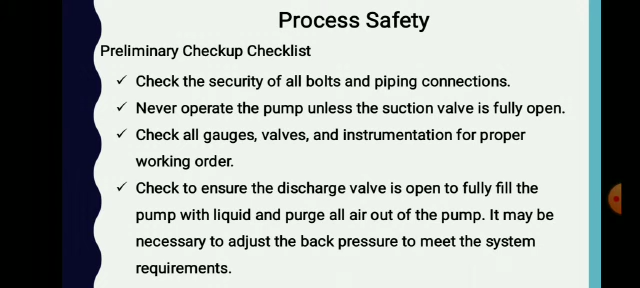 Process Safety
Preliminary Checkup Checklist
✓ Check the security of all bolts and piping connections.
✓ Never operate the pump unless the suction valve is fully open.
✓ Check all gauges, valves, and instrumentation for proper
working order.
✓ Check to ensure the discharge valve is open to fully fill the
pump with liquid and purge all air out of the pump. It may be
necessary to adjust the back pressure to meet the system
requirements.